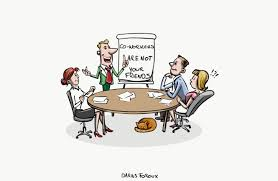 CO-WORKERS
ARE NOT
YOUR
FRIENDS
!?!
DARIUS FOROUX